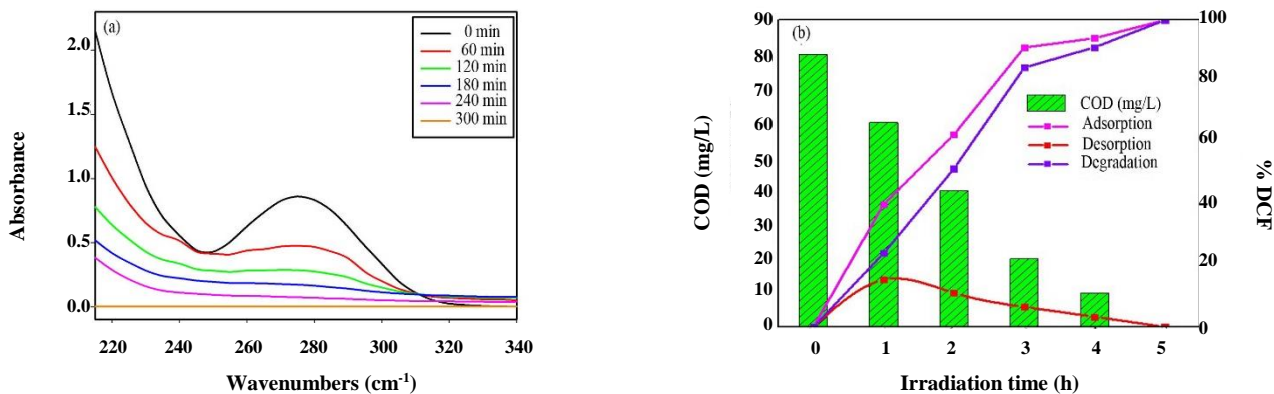 (a)
0 min
60 min
120 min
180 min
240 min
300 min
2.0
1.5
1.0
0.5
0.0
Absorbance
220 240 260 280 300 320 340
Wavenumbers (cm-1)
(b)
90
80
70
60
50
40
30
20
10
0
COD (mg/L)
COD (mg/L)
Adsorption
Desorption
Degradation
100
80
60
40
20
0
% DCF
0 1 2 3 4 5
Irradiation time (h)